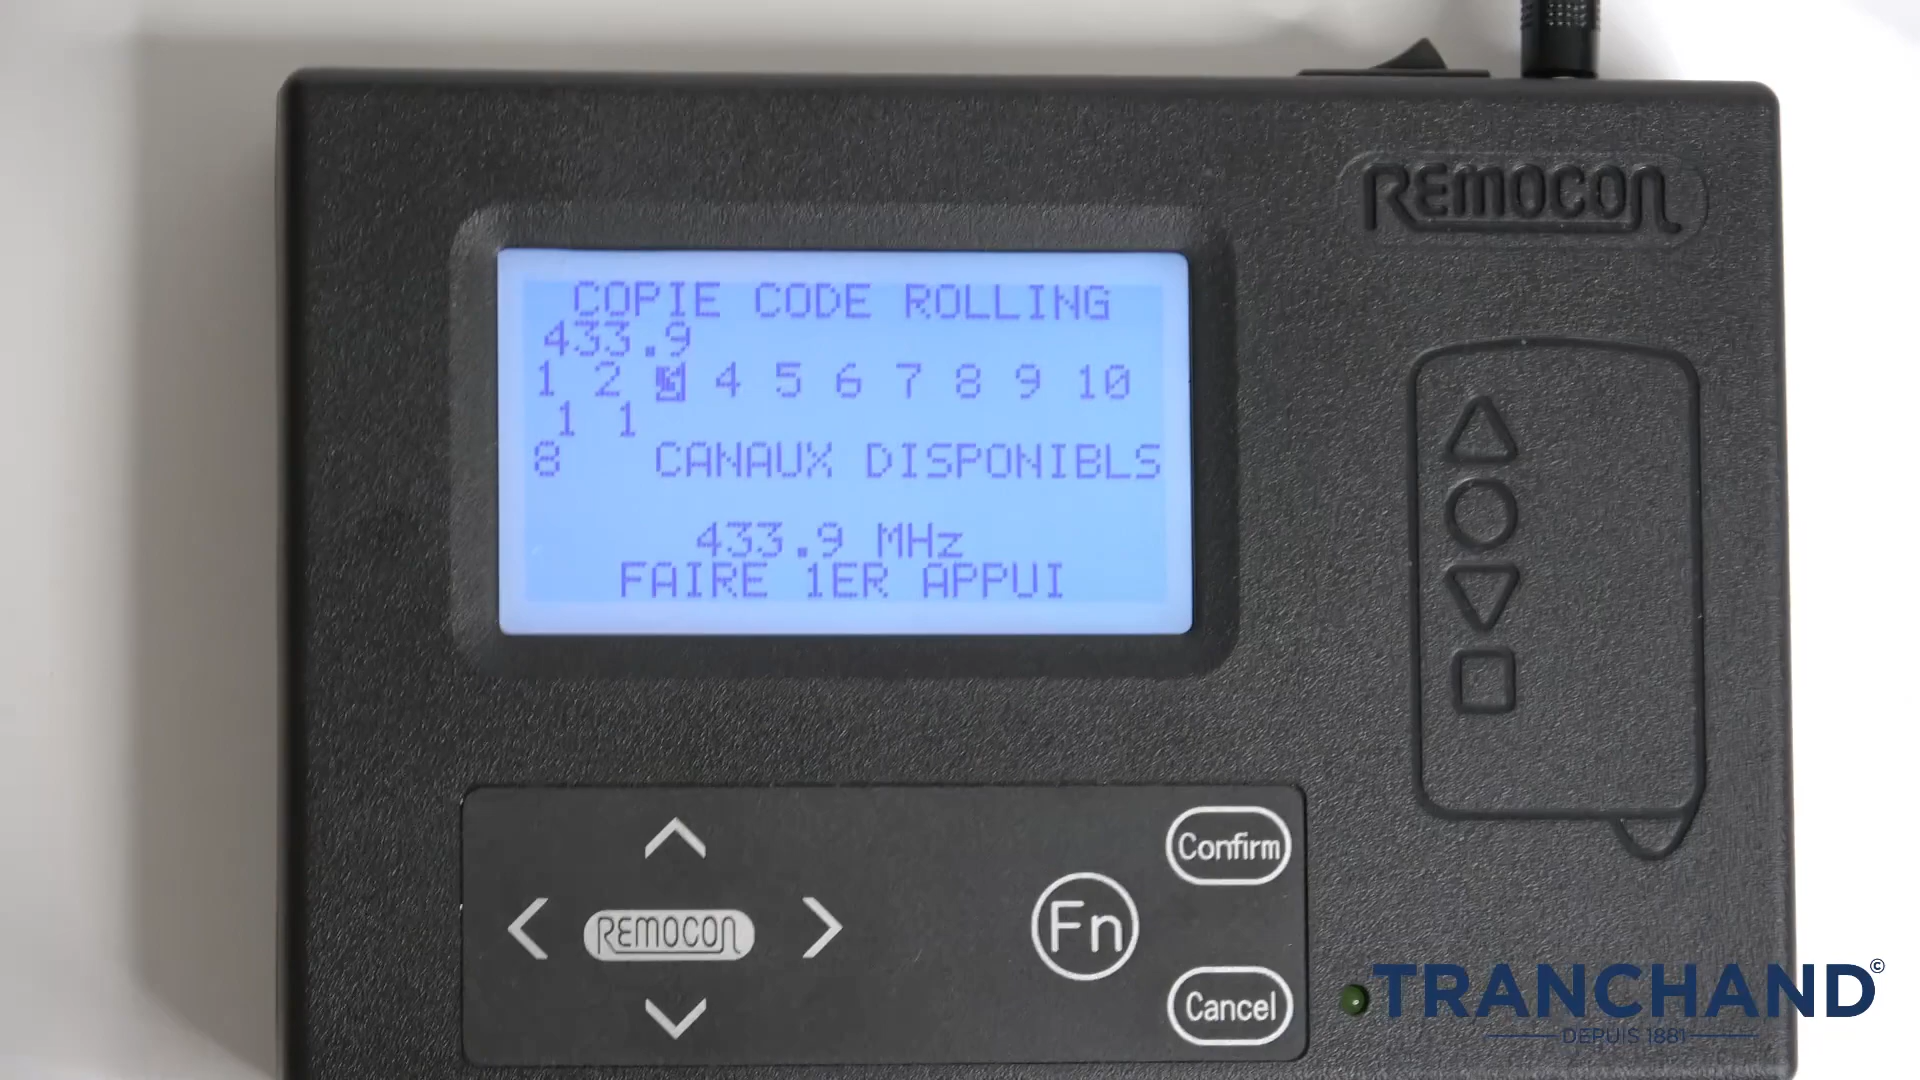 REMOCON
COPIE CODE ROLLING
433.9
1 2 3 4 5 6 7 8 9 10
1 1
8 CANAUX DISPONIBLS
433.9 MHz
FAIRE 1ER APPUI
Confirm
REMOCON
Fn
Cancel
TRANCHAND©
DEPUIS 1881